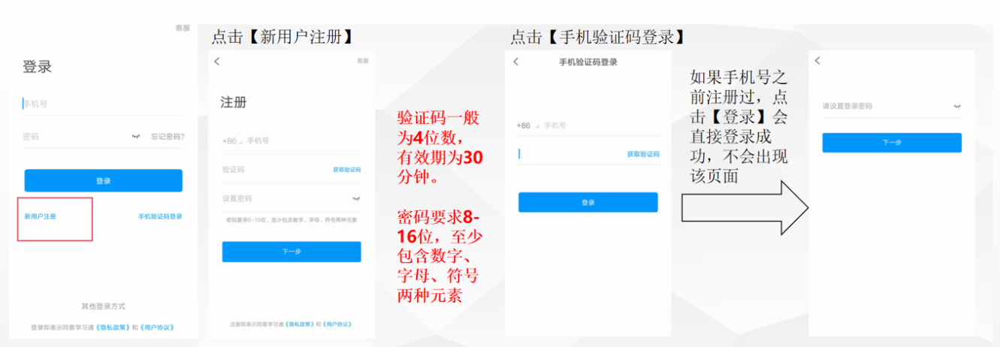 客服
登录
手机号
密码
忘记密码?
登录
新用户注册
手机验证码登录
其他登录方式
登录即表示同意学习通《隐私政策》和《用户协议》
点击【新用户注册】
客服
注册
+86 手机号
验证码
获取验证码
设置密码
密码要求8-16位，至少包含数字、字母、符号两种元素
下一步
注册即表示同意学习通《隐私政策》和《用户协议》
验证码一般
为4位数，
有效期为30
分钟。
密码要求8-
16位，至少
包含数字、
字母、符号
两种元素
点击【手机验证码登录】
手机验证码登录
+86 手机号
获取验证码
登录
如果手机号之
前注册过，点
击【登录】会
直接登录成
功，不会出现
该页面
请设置登录密码
下一步